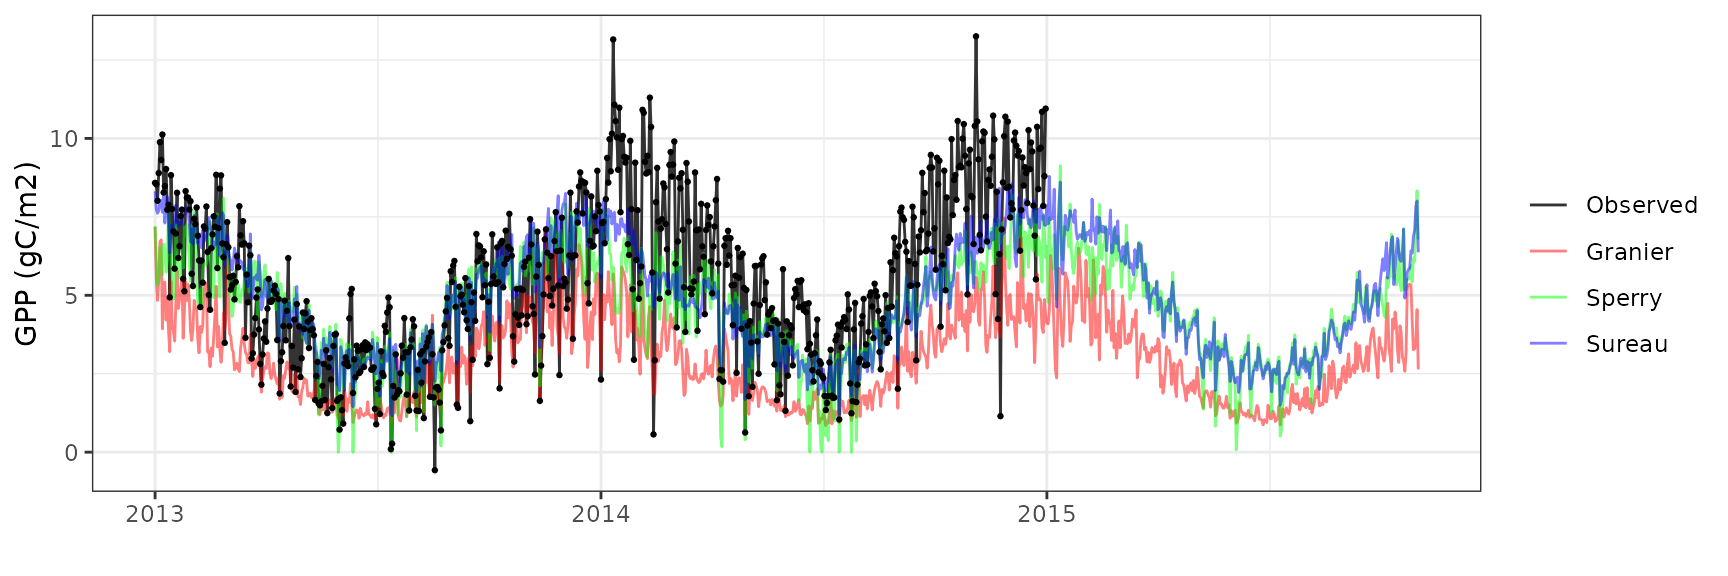 GPP (gC/m2)
10
5
0
2013
2014
2015
Observed
Granier
Sperry
Sureau